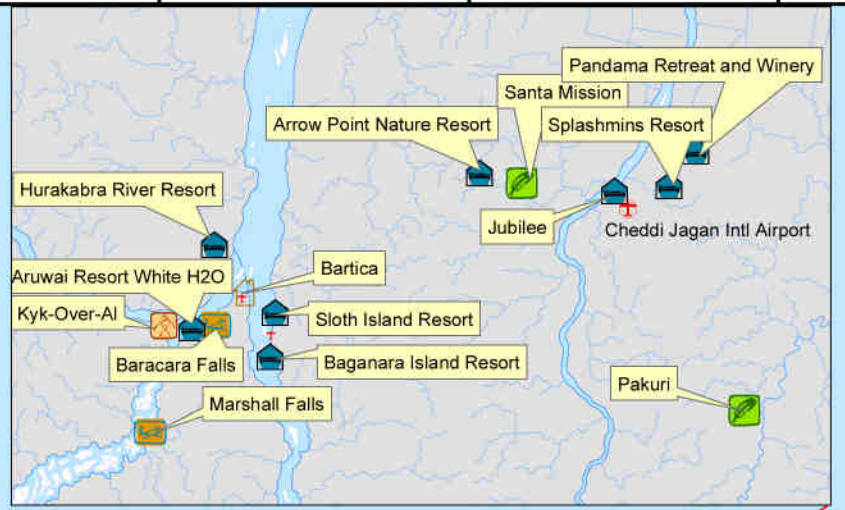 Pandama Retreat and Winery
Santa Mission
Arrow Point Nature Resort
Splashmins Resort
Hurakabra River Resort
Jubilee
Cheddi Jagan Intl Airport
Aruwai Resort White H2O
Bartica
Kyk-Over-Al
Sloth Island Resort
Baracara Falls
Baganara Island Resort
Pakuri
Marshall Falls